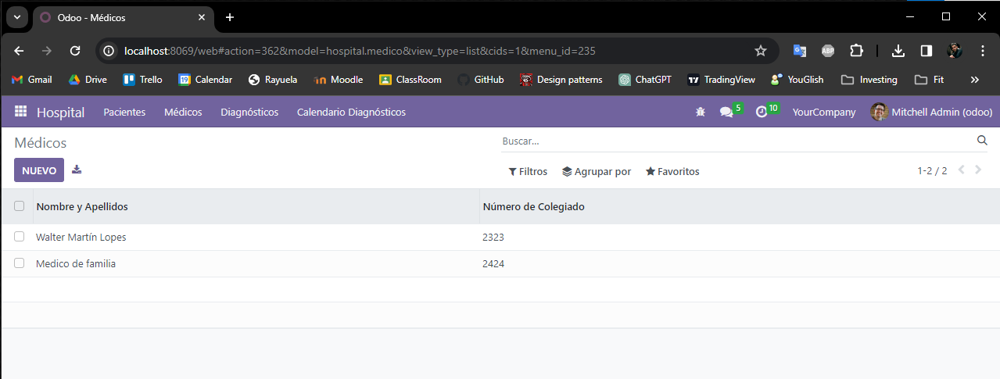 Odoo - Médicos
localhost:8069/web#action=362&model=hospital.medico&view_type=list&cids=1&menu_id=235
Gmail Drive Trello Calendar Rayuela Moodle ClassRoom GitHub Design patterns ChatGPT TradingView YouGlish Investing Fit
Hospital Pacientes Médicos Diagnósticos Calendario Diagnósticos 5 10 YourCompany Mitchell Admin (odoo)
Médicos Buscar...
NUEVO Filtros Agrupar por Favoritos 1-2 / 2
Nombre y Apellidos Número de Colegiado
Walter Martín Lopes 2323
Medico de familia 2424